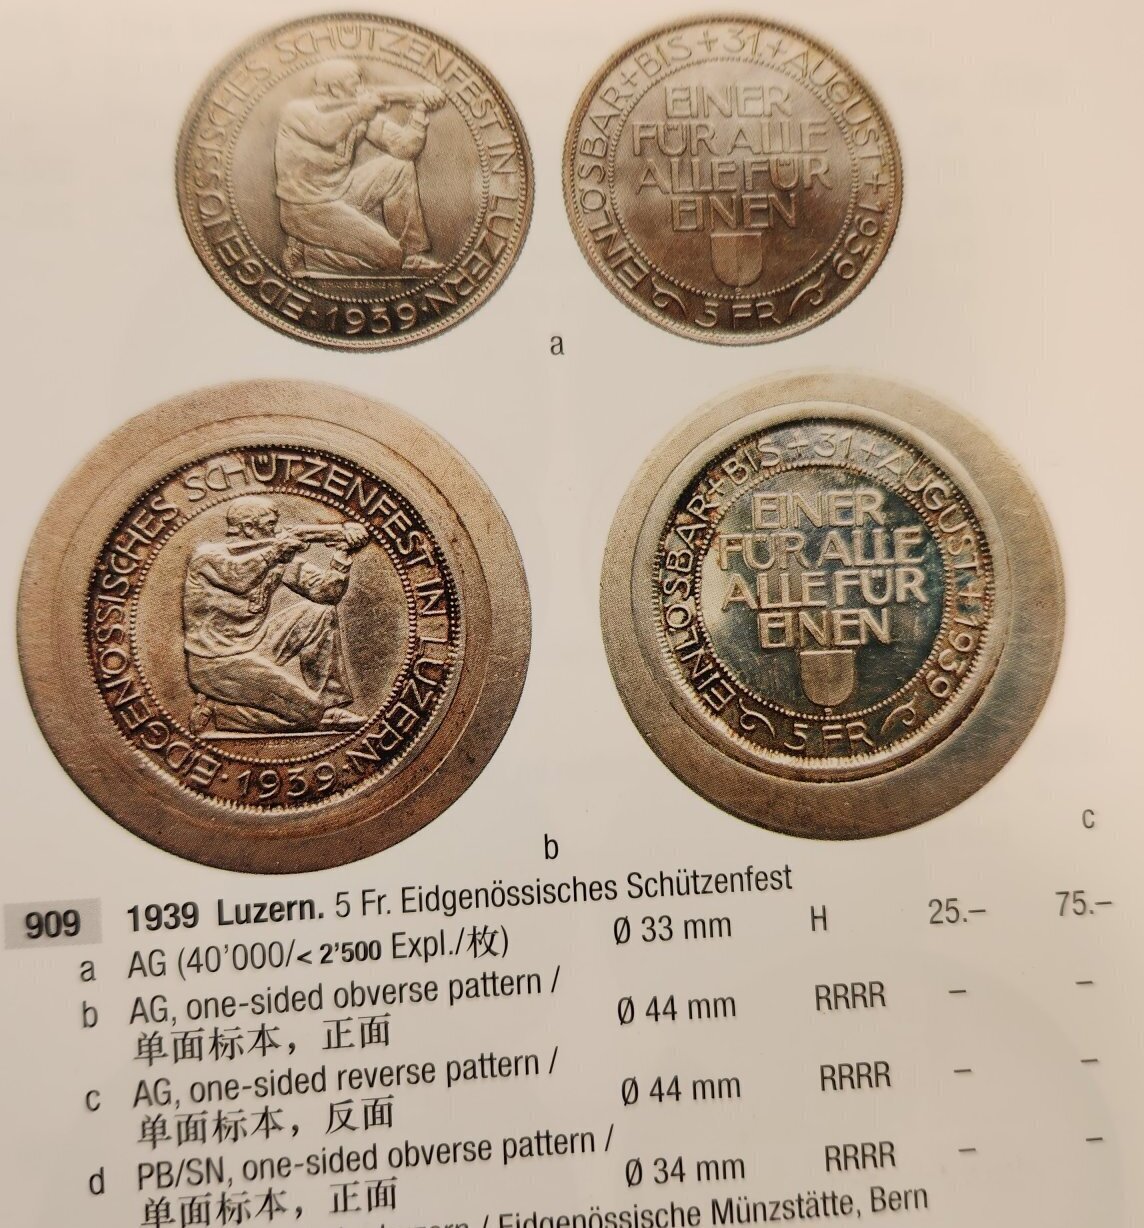 EIDGENÖSSISCHES SCHÜTZENFEST IN LUZERN
· 1939 ·
EINLÖSBAR + BIS + 31 + AUGUST + 1939
EINER
FÜR ALLE
ALLE FÜR
EINEN
5 FR
a
EIDGENÖSSISCHES SCHÜTZENFEST IN LUZERN
· 1939 ·
EINLÖSBAR + BIS + 31 + AUGUST + 1939
EINER
FÜR ALLE
ALLE FÜR
EINEN
5 FR
b
c
909 1939 Luzern. 5 Fr. Eidgenössisches Schützenfest
a AG (40'000/< 2'500 Expl./枚) Ø 33 mm H 25.– 75.–
b AG, one-sided obverse pattern / Ø 44 mm RRRR – –
单面标本，正面
c AG, one-sided reverse pattern / Ø 44 mm RRRR – –
单面标本，反面
d PB/SN, one-sided obverse pattern / Ø 34 mm RRRR – –
单面标本，正面
/ Eidgenössische Münzstätte, Bern